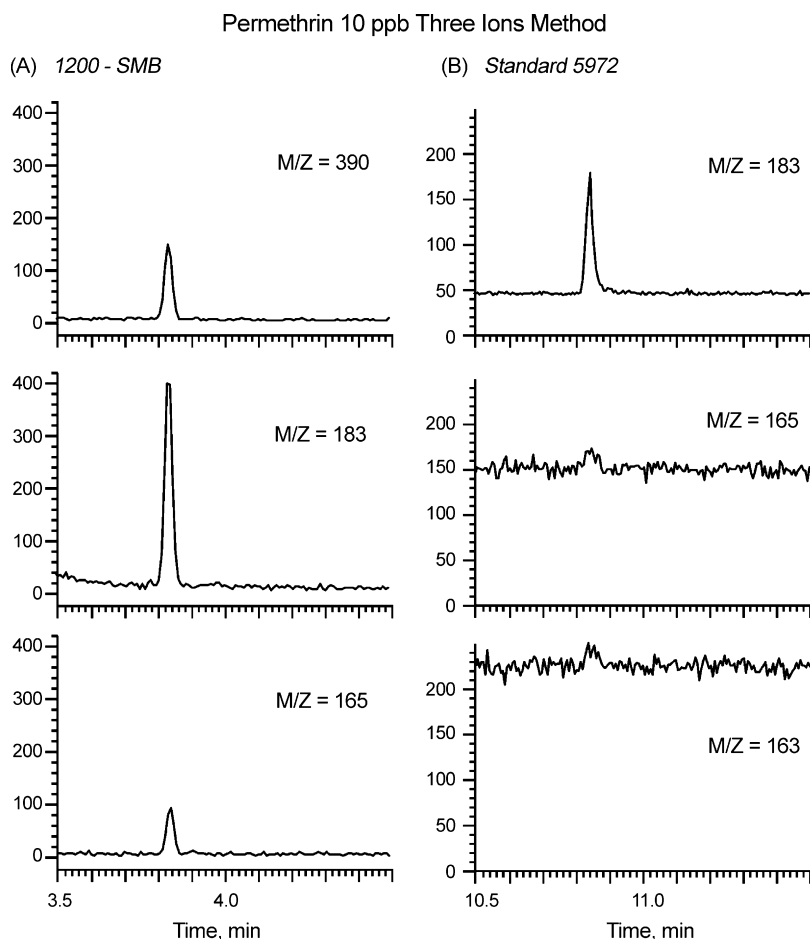 Permethrin 10 ppb Three Ions Method
(A) 1200 - SMB
400
300
200
100
0
M/Z = 390
400
300
200
100
0
M/Z = 183
400
300
200
100
0
M/Z = 165
3.5 4.0
Time, min
(B) Standard 5972
200
150
100
50
0
M/Z = 183
200
150
100
50
0
M/Z = 165
200
150
100
50
0
M/Z = 163
10.5 11.0
Time, min